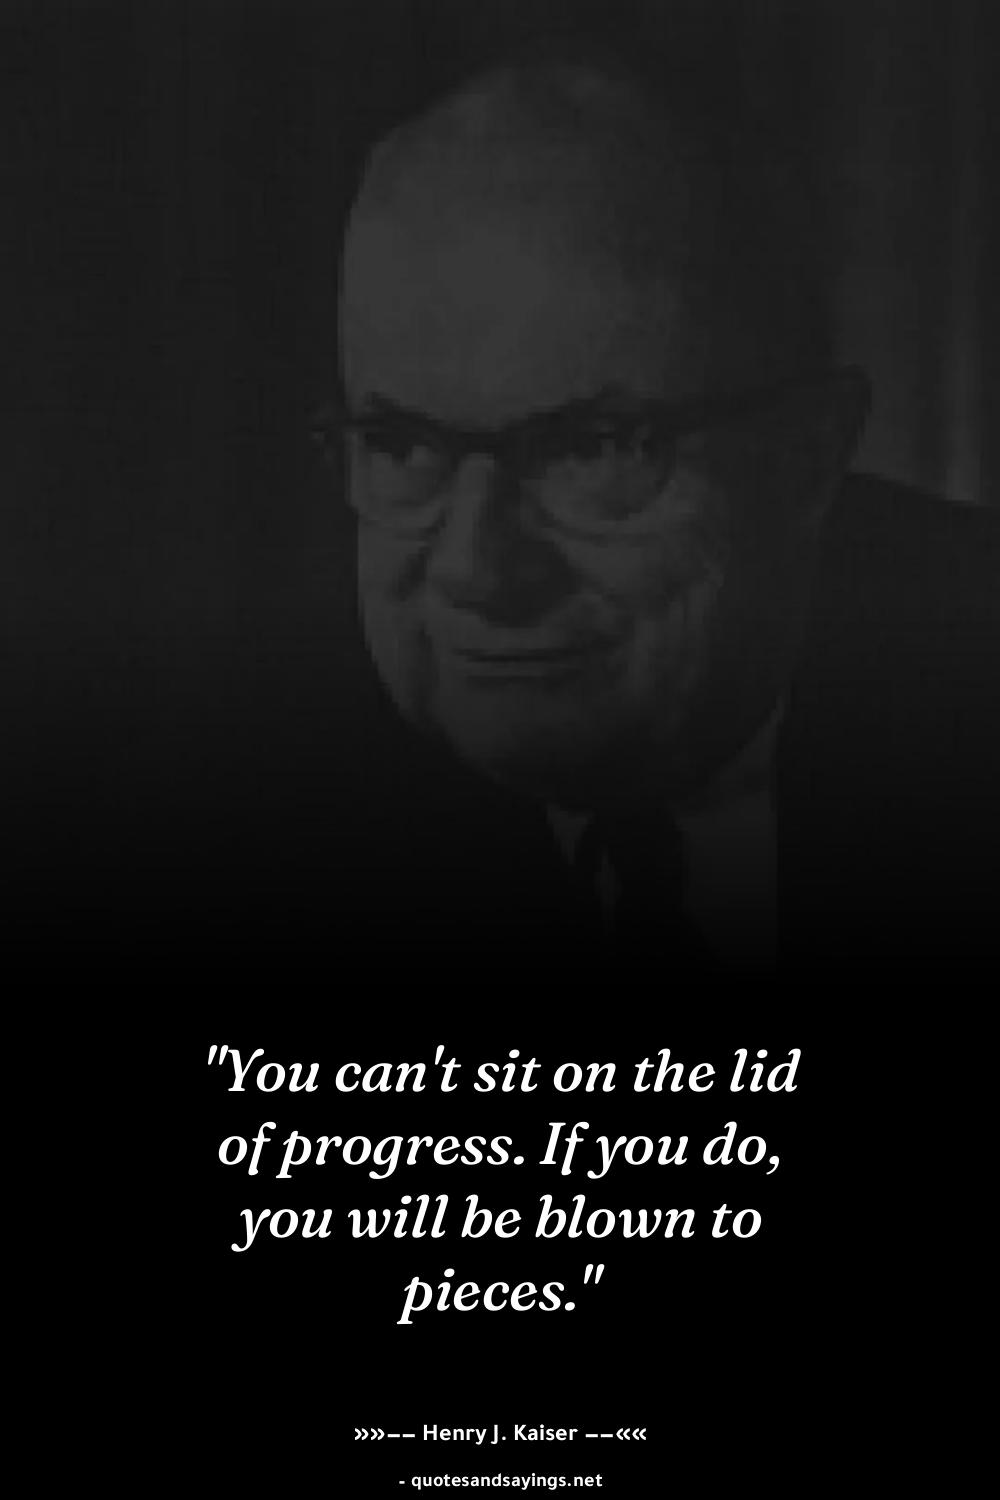 "You can't sit on the lid
of progress. If you do,
you will be blown to
pieces."
»»−− Henry J. Kaiser −−««
- quotesandsayings.net